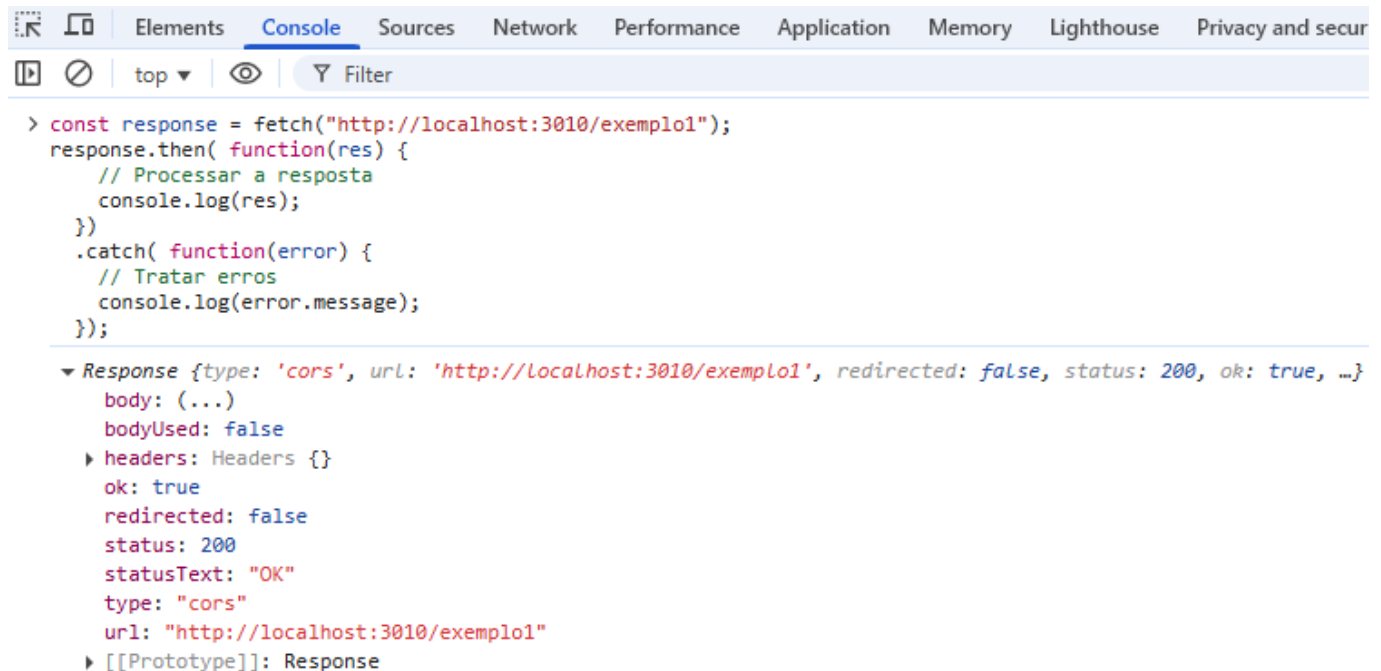 Elements Console Sources Network Performance Application Memory Lighthouse Privacy and secur
top ▼ Filter
> const response = fetch("http://localhost:3010/exemplo1");
response.then( function(res) {
// Processar a resposta
console.log(res);
})
.catch( function(error) {
// Tratar erros
console.log(error.message);
});
▼ Response {type: 'cors', url: 'http://localhost:3010/exemplo1', redirected: false, status: 200, ok: true, …}
body: (...)
bodyUsed: false
▶ headers: Headers {}
ok: true
redirected: false
status: 200
statusText: "OK"
type: "cors"
url: "http://localhost:3010/exemplo1"
▶ [[Prototype]]: Response